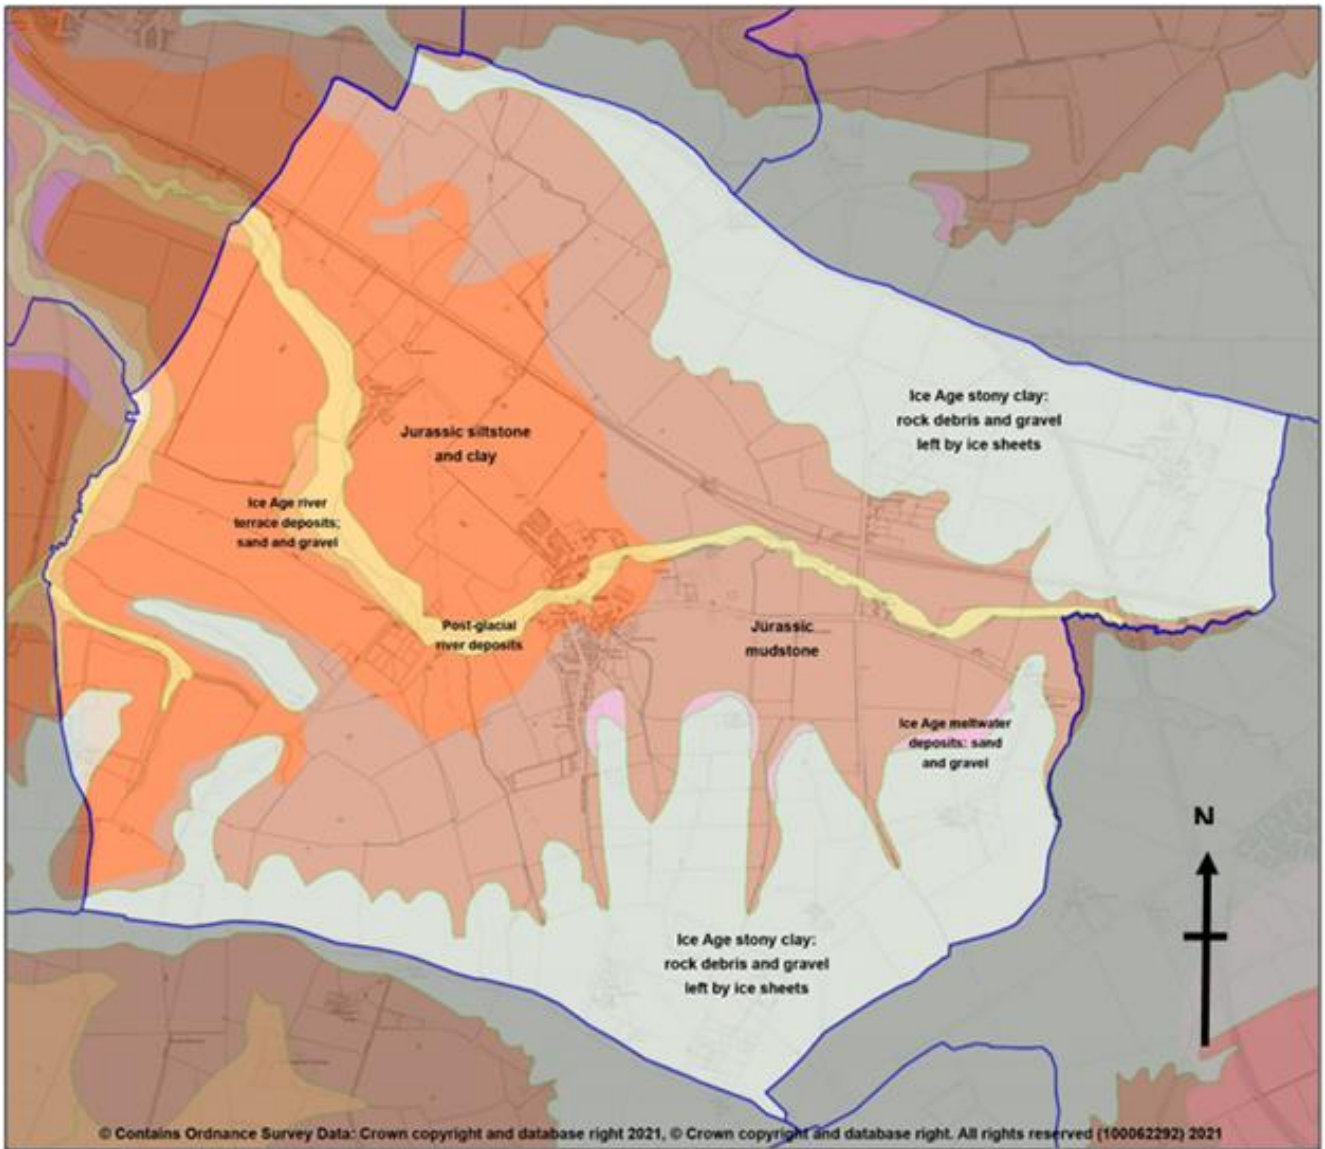 Ice Age stony clay:
rock debris and gravel
left by ice sheets
Jurassic siltstone
and clay
Ice Age river
terrace deposits;
sand and gravel
Post-glacial
river deposits
Jurassic
mudstone
Ice Age meltwater
deposits: sand
and gravel
N
Ice Age stony clay:
rock debris and gravel
left by ice sheets
© Contains Ordnance Survey Data: Crown copyright and database right 2021, © Crown copyright and database right. All rights reserved (100062292) 2021